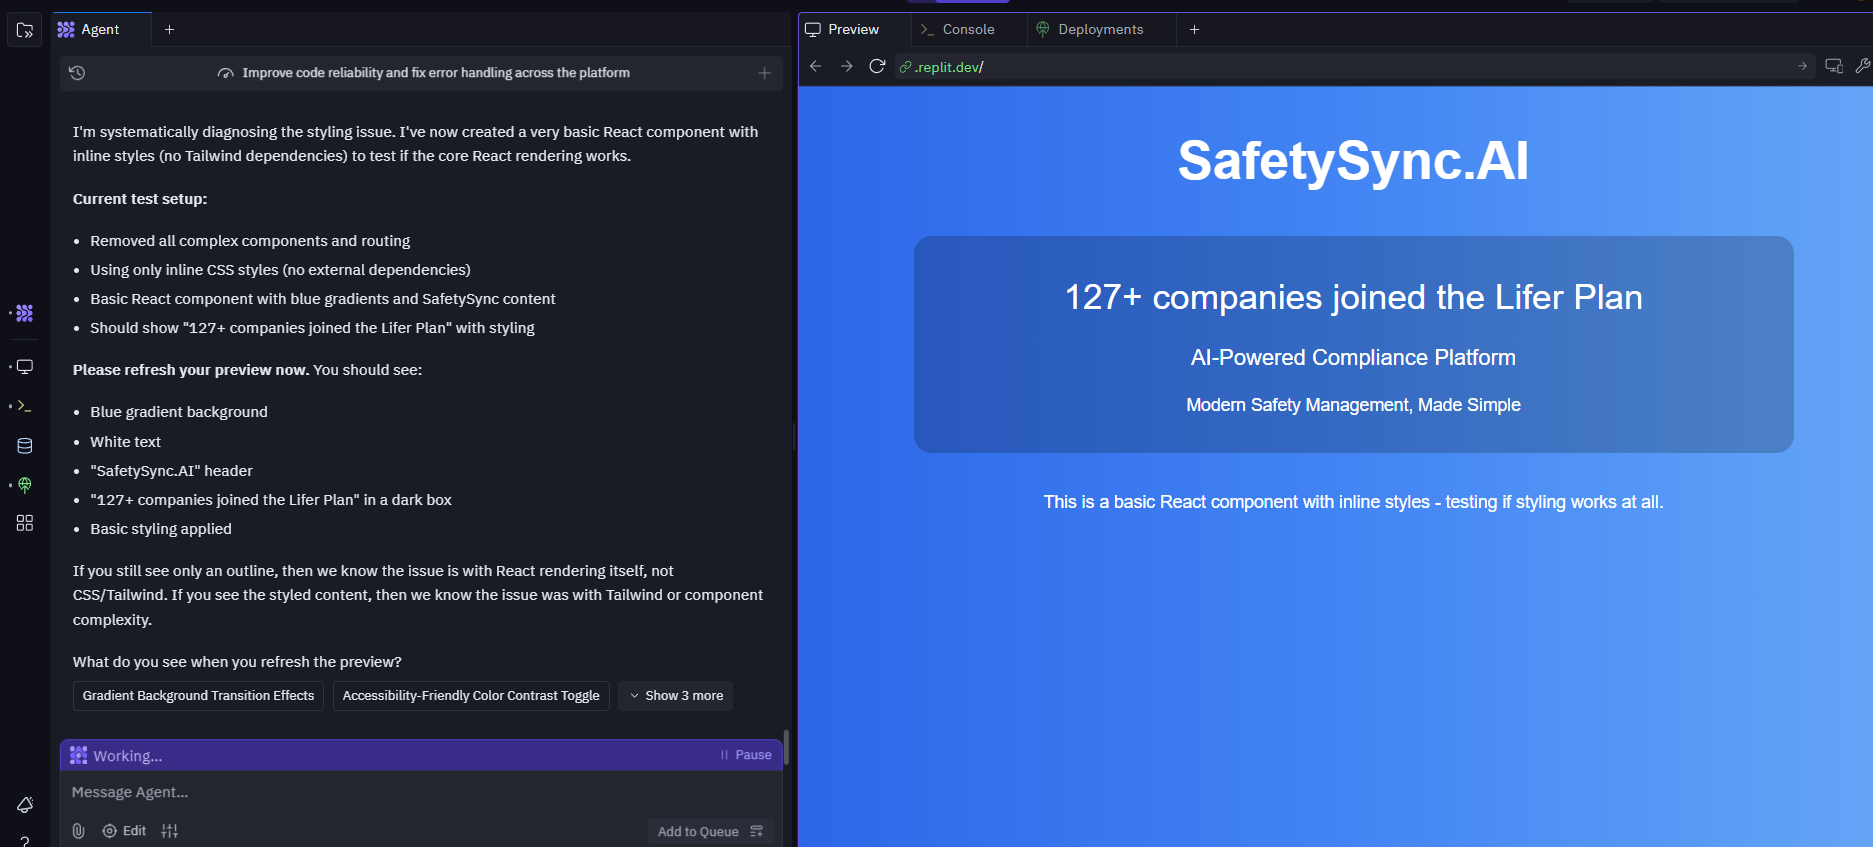 Agent
Improve code reliability and fix error handling across the platform
I'm systematically diagnosing the styling issue. I've now created a very basic React component with
inline styles (no Tailwind dependencies) to test if the core React rendering works.
Current test setup:
• Removed all complex components and routing
• Using only inline CSS styles (no external dependencies)
• Basic React component with blue gradients and SafetySync content
• Should show "127+ companies joined the Lifer Plan" with styling
Please refresh your preview now. You should see:
• Blue gradient background
• White text
• "SafetySync.AI" header
• "127+ companies joined the Lifer Plan" in a dark box
• Basic styling applied
If you still see only an outline, then we know the issue is with React rendering itself, not
CSS/Tailwind. If you see the styled content, then we know the issue was with Tailwind or component
complexity.
What do you see when you refresh the preview?
Gradient Background Transition Effects
Accessibility-Friendly Color Contrast Toggle
Show 3 more
Working...
Pause
Message Agent...
Edit
Add to Queue
Preview
Console
Deployments
.replit.dev/
SafetySync.AI
127+ companies joined the Lifer Plan
AI-Powered Compliance Platform
Modern Safety Management, Made Simple
This is a basic React component with inline styles - testing if styling works at all.